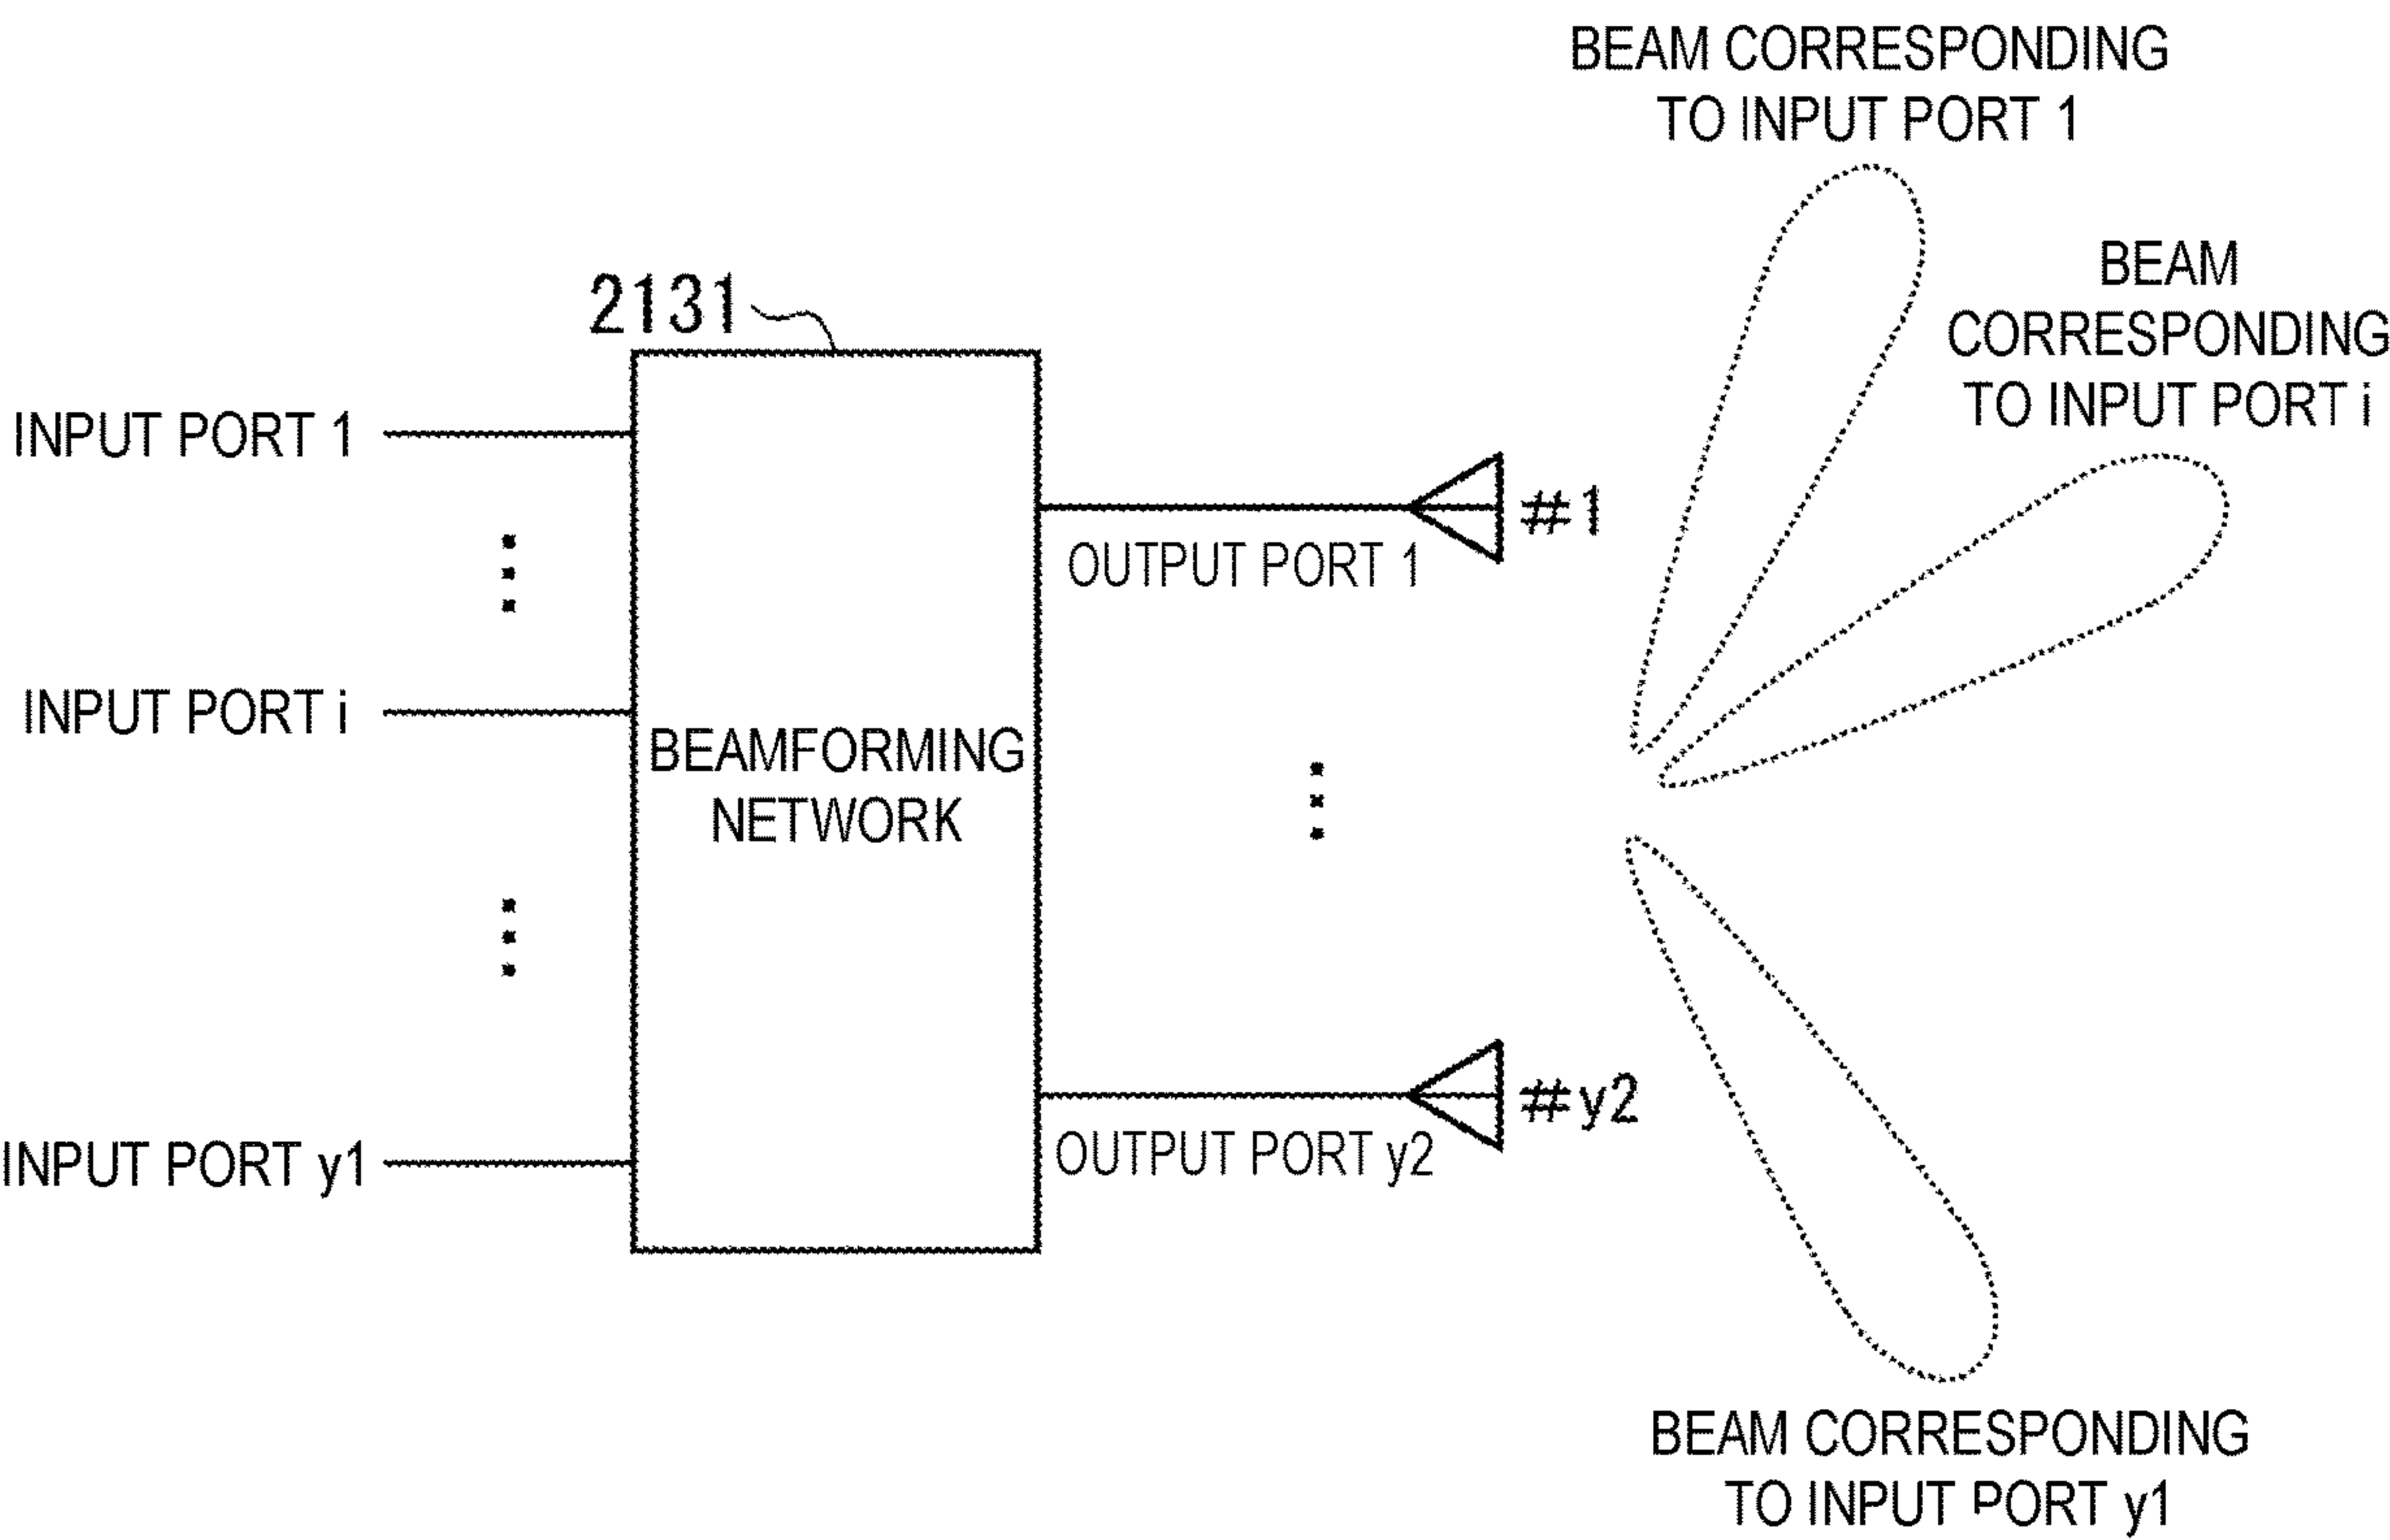 BEAM CORRESPONDING
TO INPUT PORT 1
BEAM
CORRESPONDING
TO INPUT PORT i
2131
INPUT PORT 1
#1
OUTPUT PORT 1
INPUT PORT i
BEAMFORMING
NETWORK
#y2
OUTPUT PORT y2
INPUT PORT y1
BEAM CORRESPONDING
TO INPUT PORT y1